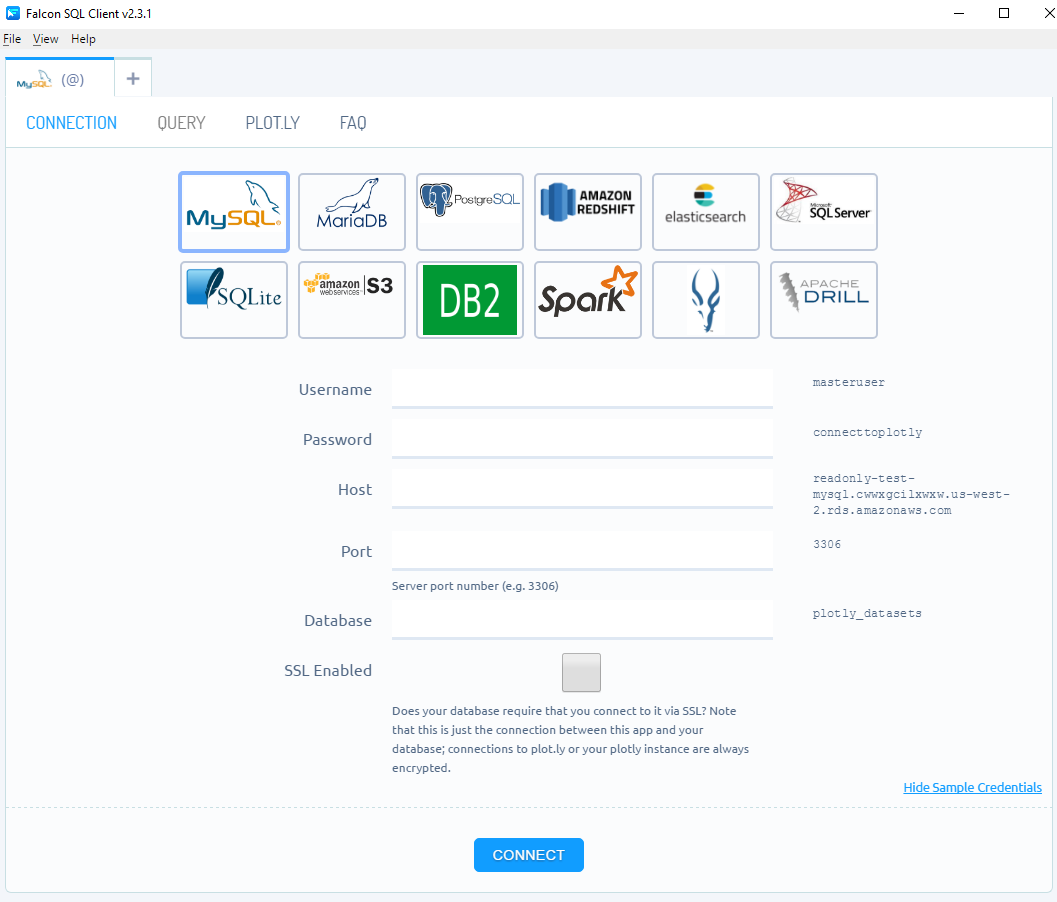 Falcon SQL Client v2.3.1
File View Help
MySQL (@) +
CONNECTION QUERY PLOT.LY FAQ
MySQL
MariaDB
PostgreSQL
AMAZON
REDSHIFT
elasticsearch
Microsoft
SQL Server
SQLite
amazon
webservices
S3
DB2
Spark
APACHE
DRILL
Username
masteruser
Password
connecttoplotly
Host
readonly-test-
mysql.cwwxgcilxwxw.us-west-
2.rds.amazonaws.com
Port
3306
Server port number (e.g. 3306)
Database
plotly_datasets
SSL Enabled
Does your database require that you connect to it via SSL? Note
that this is just the connection between this app and your
database; connections to plot.ly or your plotly instance are always
encrypted.
Hide Sample Credentials
CONNECT